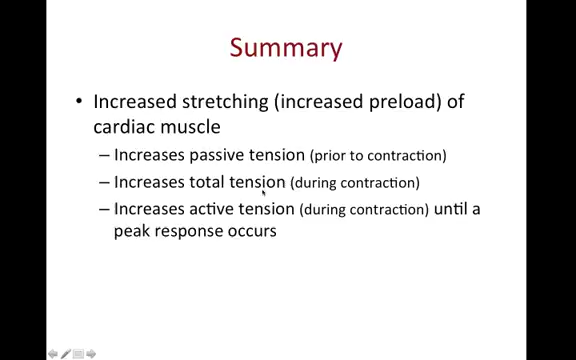 Summary
• Increased stretching (increased preload) of
cardiac muscle
– Increases passive tension (prior to contraction)
– Increases total tension (during contraction)
– Increases active tension (during contraction) until a
peak response occurs